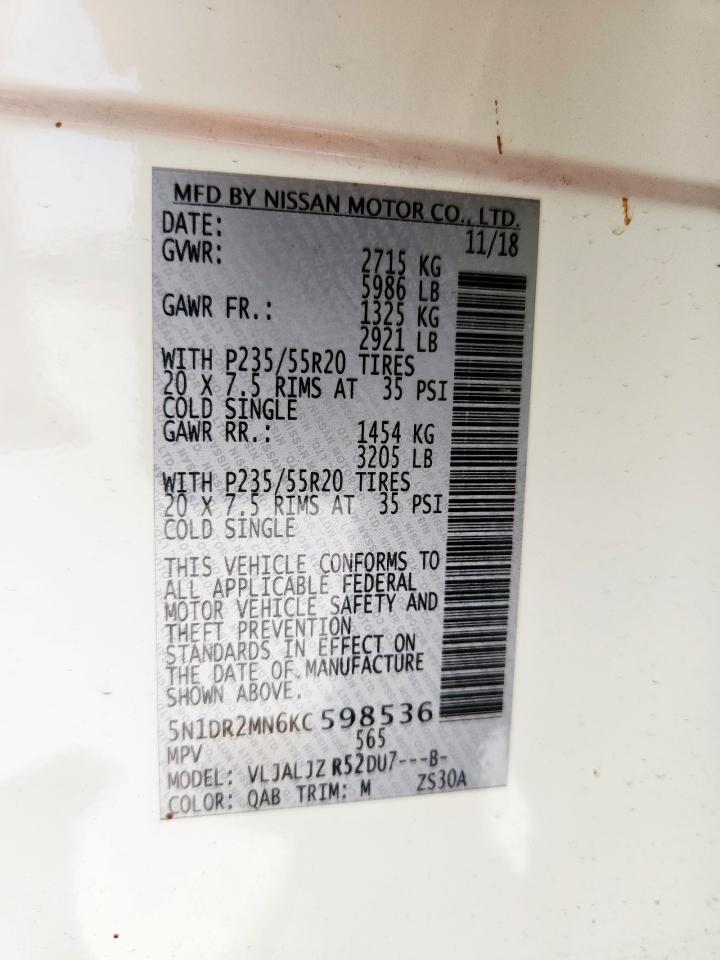 MFD BY NISSAN MOTOR CO., LTD.
DATE: 11/18
GVWR: 2715 KG
5986 LB
GAWR FR.: 1325 KG
2921 LB
WITH P235/55R20 TIRES
20 X 7.5 RIMS AT 35 PSI
COLD SINGLE
GAWR RR.: 1454 KG
3205 LB
WITH P235/55R20 TIRES
20 X 7.5 RIMS AT 35 PSI
COLD SINGLE
THIS VEHICLE CONFORMS TO
ALL APPLICABLE FEDERAL
MOTOR VEHICLE SAFETY AND
THEFT PREVENTION
STANDARDS IN EFFECT ON
THE DATE OF MANUFACTURE
SHOWN ABOVE.
5N1DR2MN6KC 598536
MPV 565
MODEL: VLJALJZ R52DU7---B-
COLOR: QAB TRIM: M ZS30A